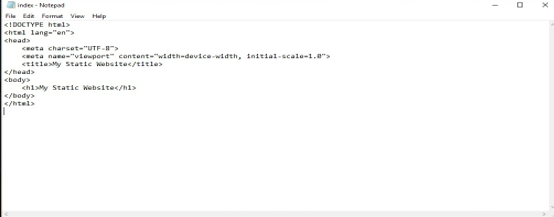 index - Notepad
File Edit Format View Help
<!DOCTYPE html>
<html lang="en">
<head>
    <meta charset="UTF-8">
    <meta name="viewport" content="width=device-width, initial-scale=1.0">
    <title>My Static Website</title>
</head>
<body>
    <h1>My Static Website</h1>
</body>
</html>